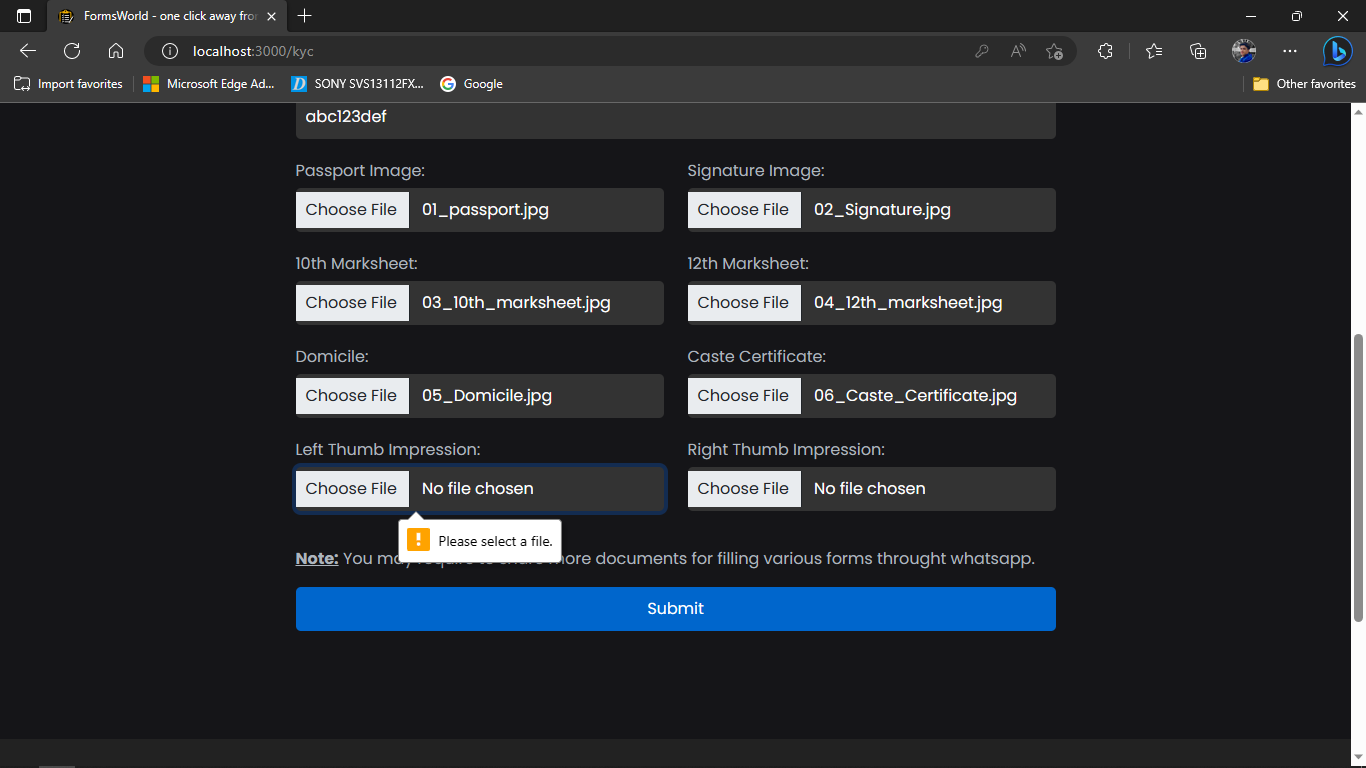 FormsWorld - one click away fro
localhost:3000/kyc
Import favorites
Microsoft Edge Ad...
SONY SVS13112FX...
Google
Other favorites
abc123def
Passport Image:
Signature Image:
Choose File 01_passport.jpg
Choose File 02_Signature.jpg
10th Marksheet:
12th Marksheet:
Choose File 03_10th_marksheet.jpg
Choose File 04_12th_marksheet.jpg
Domicile:
Caste Certificate:
Choose File 05_Domicile.jpg
Choose File 06_Caste_Certificate.jpg
Left Thumb Impression:
Right Thumb Impression:
Choose File No file chosen
Choose File No file chosen
! Please select a file.
Note: You may require to share more documents for filling various forms throught whatsapp.
Submit